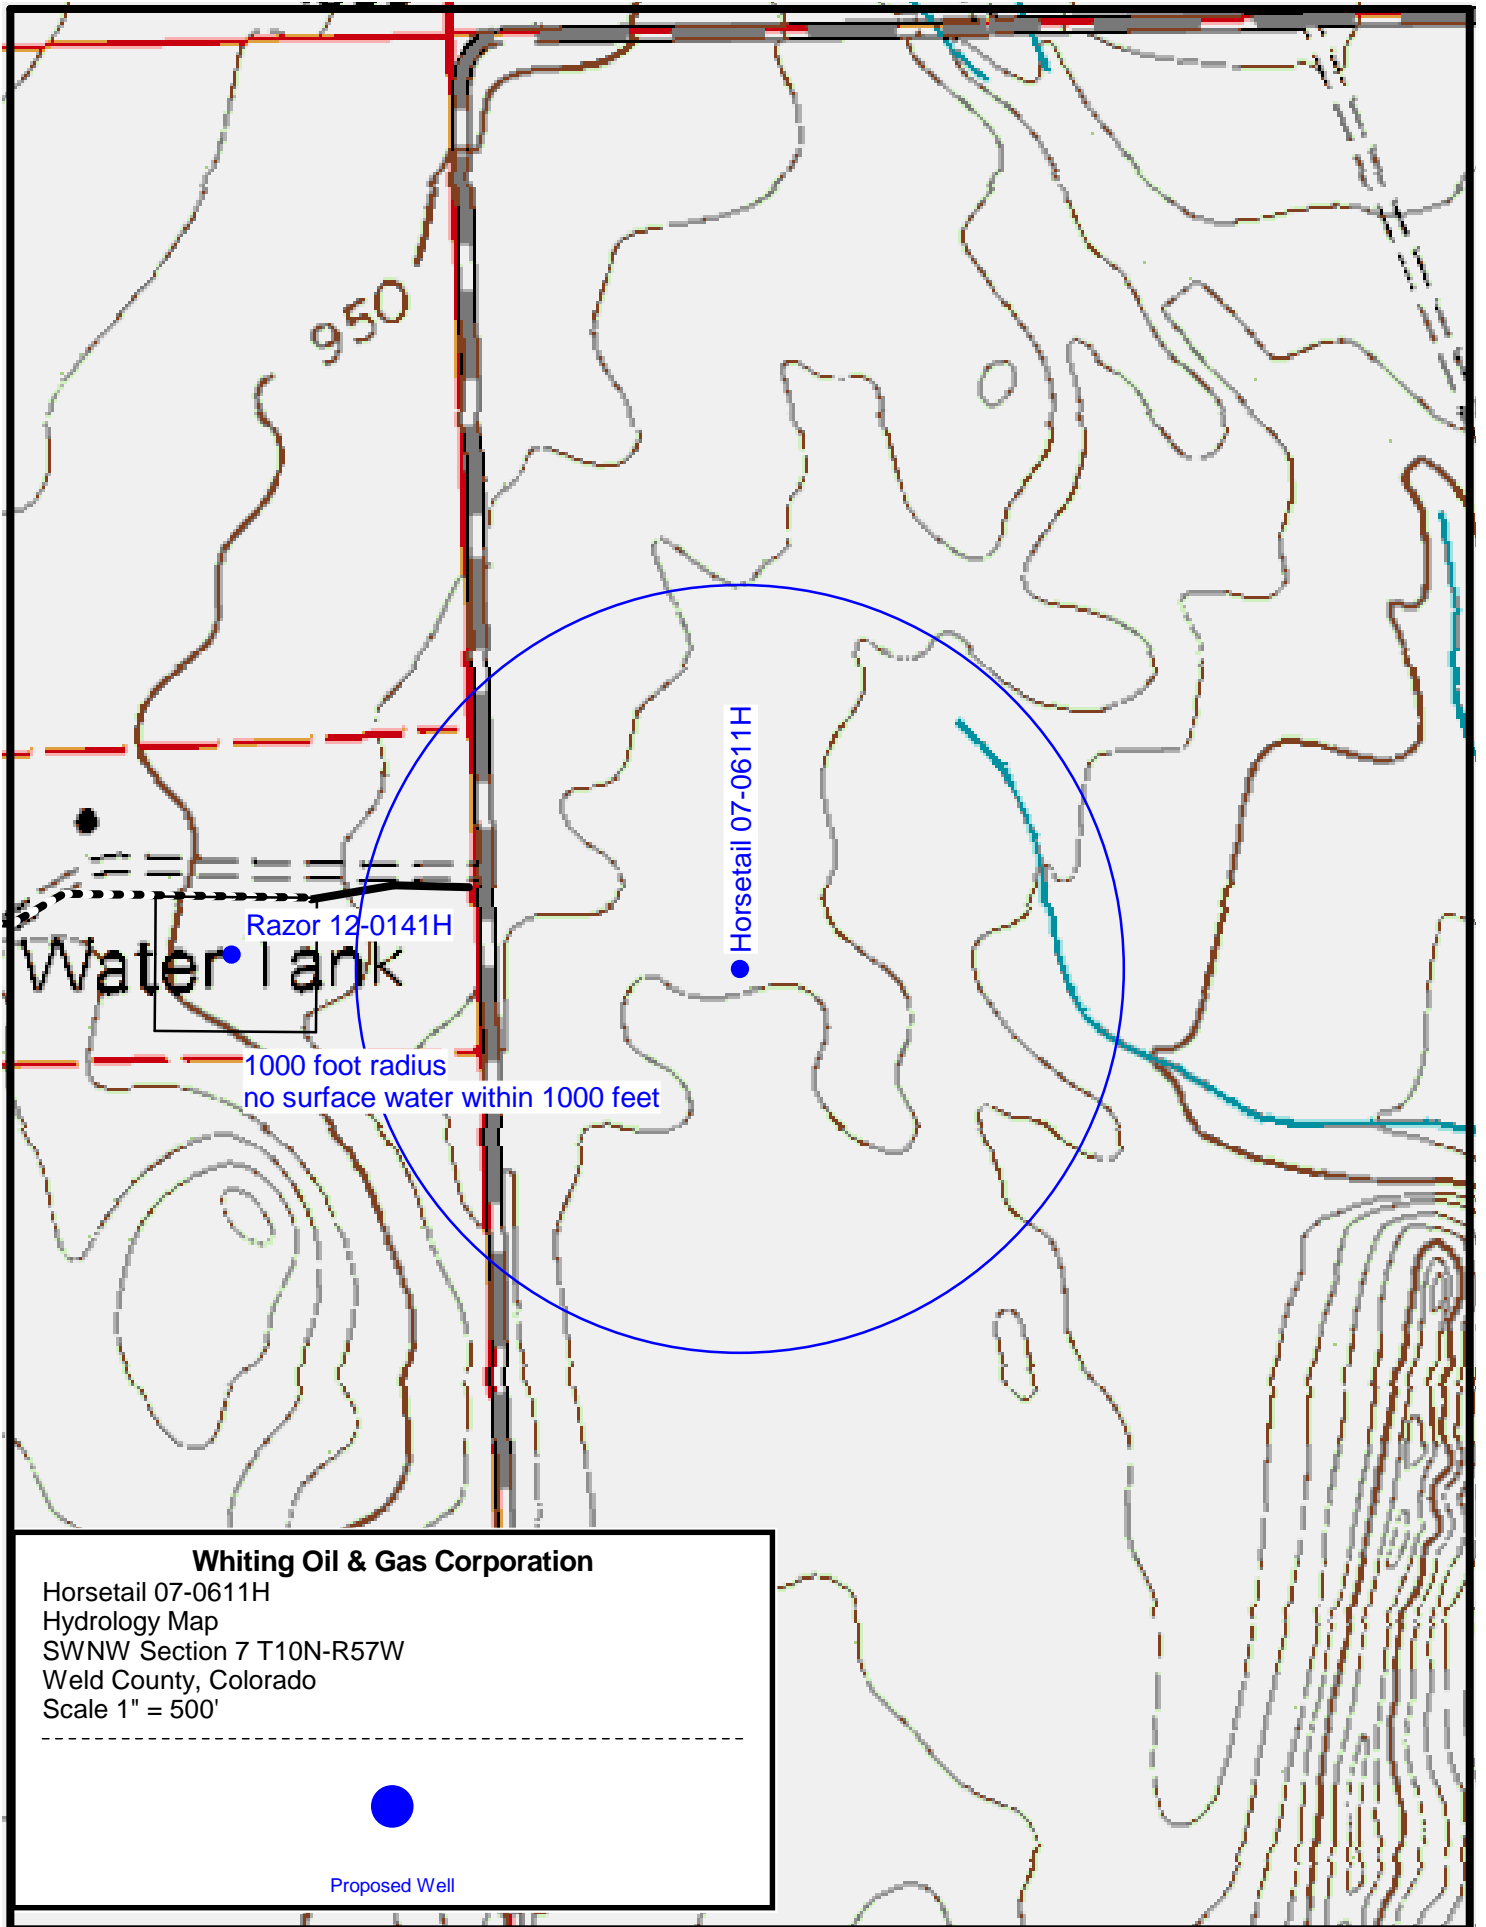 950
Horsetail 07-0611H
Razor 12-0141H
Water Tank
1000 foot radius
no surface water within 1000 feet
Whiting Oil & Gas Corporation
Horsetail 07-0611H
Hydrology Map
SWNW Section 7 T10N-R57W
Weld County, Colorado
Scale 1" = 500'
Proposed Well